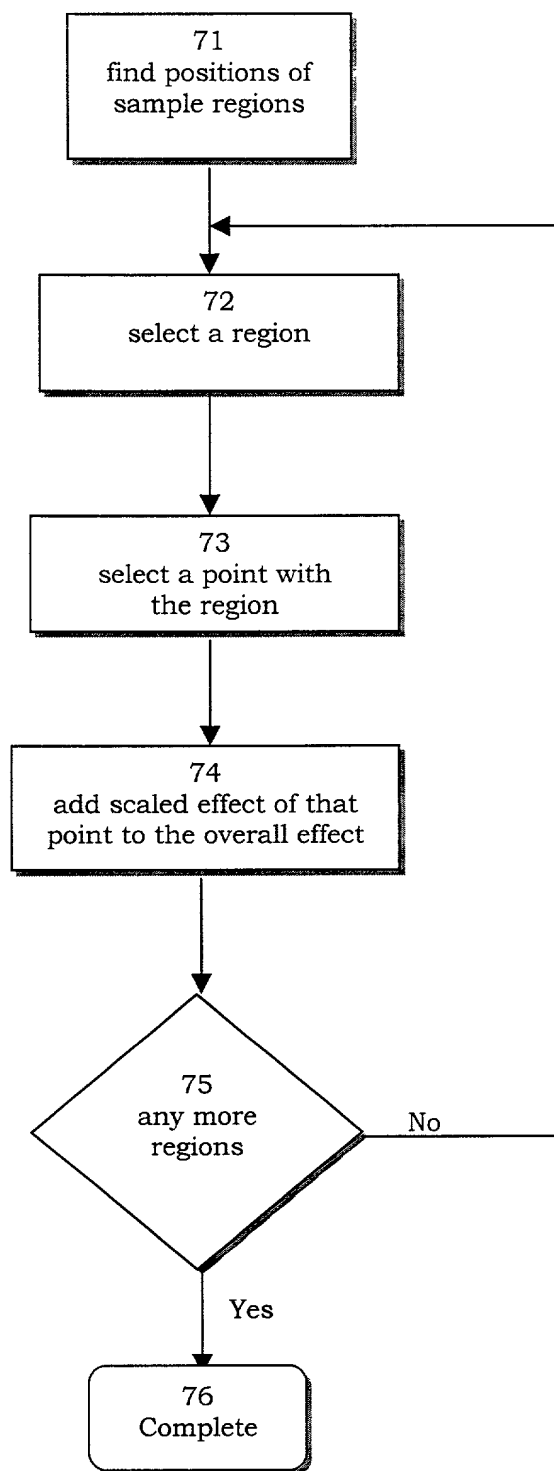 71
find positions of
sample regions
72
select a region
73
select a point with
the region
74
add scaled effect of that
point to the overall effect
75
any more
regions
No
Yes
76
Complete